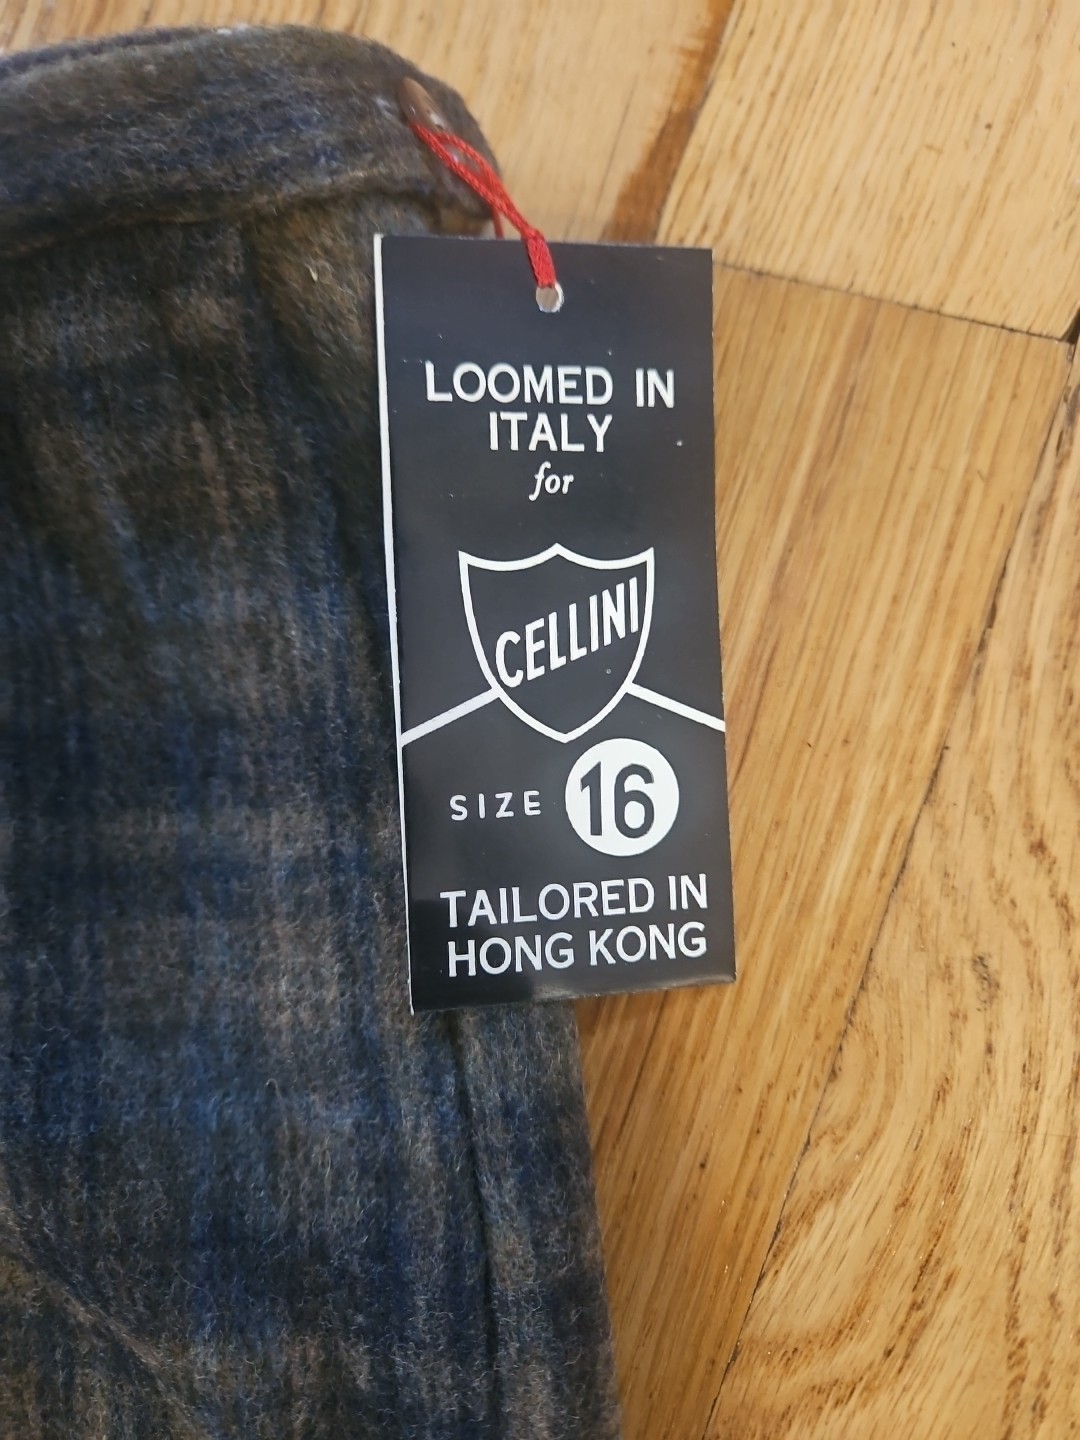 LOOMED IN
ITALY
for
CELLINI
SIZE 16
TAILORED IN
HONG KONG